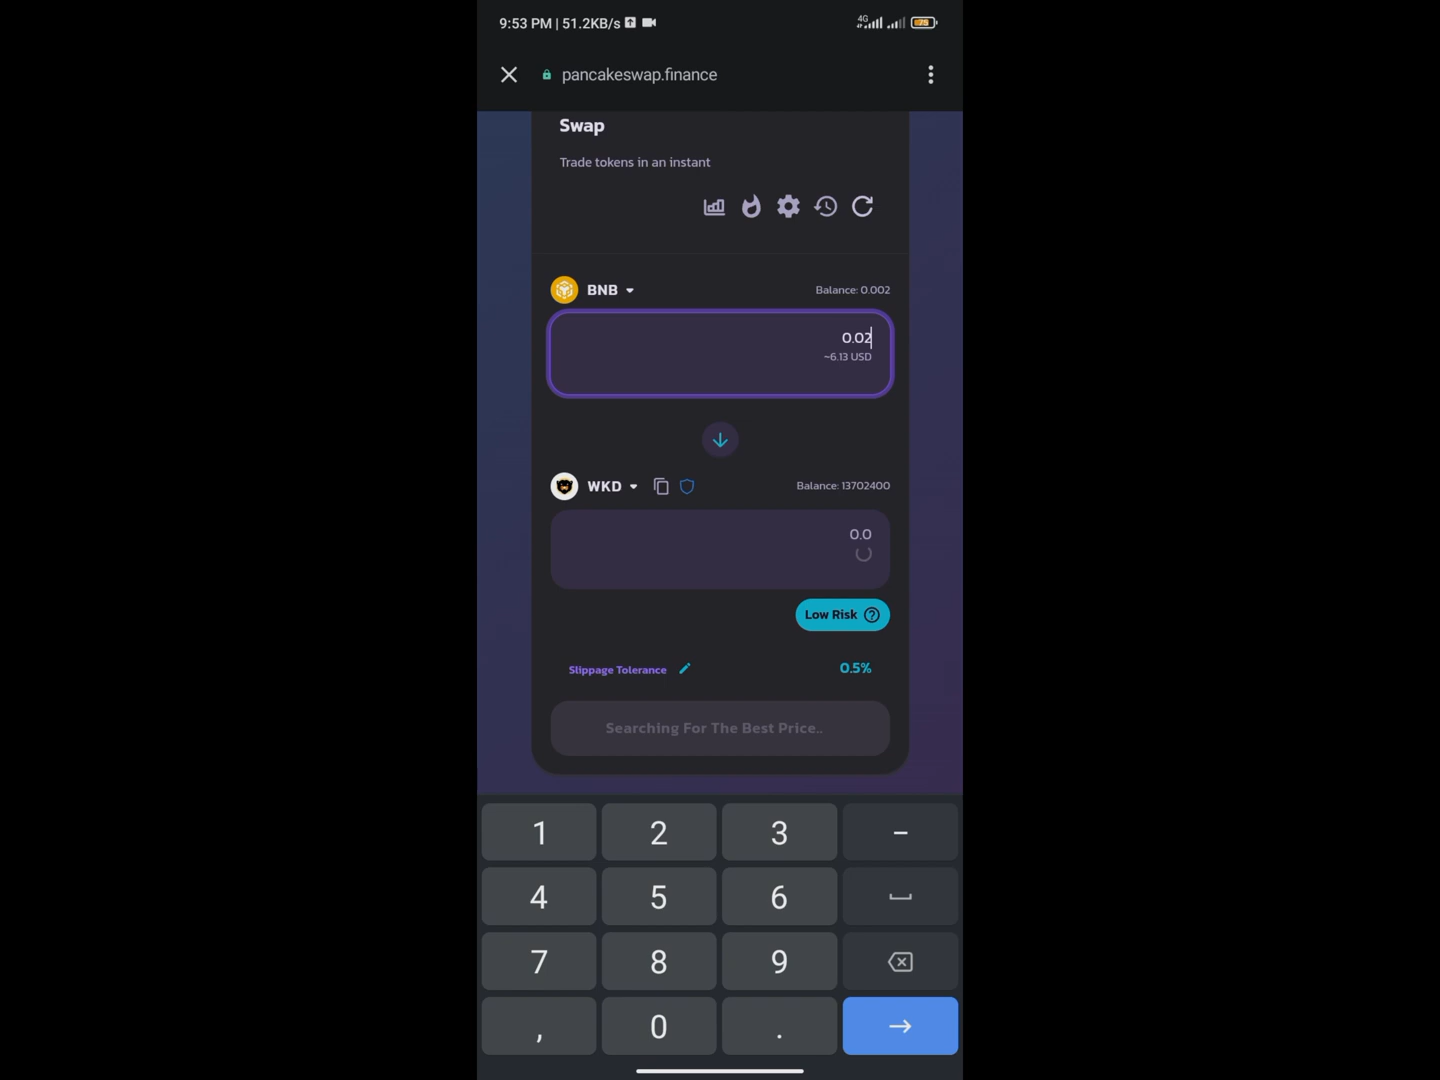 9:53 PM | 51.2KB/s
4G
75
pancakeswap.finance
Swap
Trade tokens in an instant
BNB
Balance: 0.002
0.02
~6.13 USD
WKD
Balance: 13702400
0.0
Low Risk ?
Slippage Tolerance
0.5%
Searching For The Best Price..
1 2 3 −
4 5 6
7 8 9
, 0 .